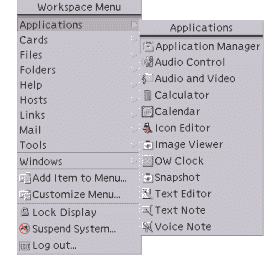 Workspace Menu
Applications
Cards
Files
Folders
Help
Hosts
Links
Mail
Tools
Windows
Add Item to Menu...
Customize Menu...
Lock Display
Suspend System...
Log out...
Applications
Application Manager
Audio Control
Audio and Video
Calculator
Calendar
Icon Editor
Image Viewer
OW Clock
Snapshot
Text Editor
Text Note
Voice Note